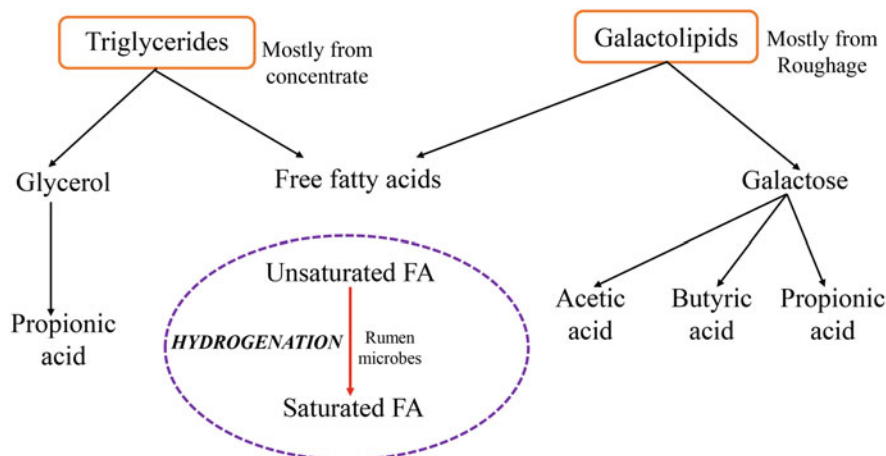 Triglycerides
Mostly from
concentrate
Galactolipids
Mostly from
Roughage
Glycerol
Free fatty acids
Galactose
Unsaturated FA
HYDROGENATION
Rumen
microbes
Saturated FA
Propionic
acid
Acetic
acid
Butyric
acid
Propionic
acid